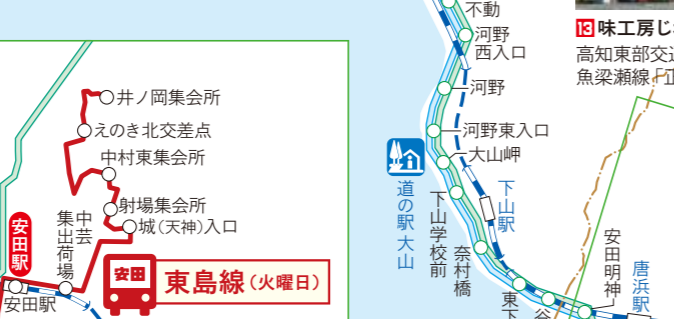 不動
河野
西入口
河野
河野東入口
大山岬
道の駅 大山
下山学校前
下山駅
奈村橋
安田明神
唐浜駅
13 味工房じ
高知東部交
魚梁瀬線「正
井ノ岡集会所
えのき北交差点
中村東集会所
射場集会所
城(天神)入口
中芸
集出荷場
安田駅
安田駅
安田
東島線(火曜日)
東下
谷